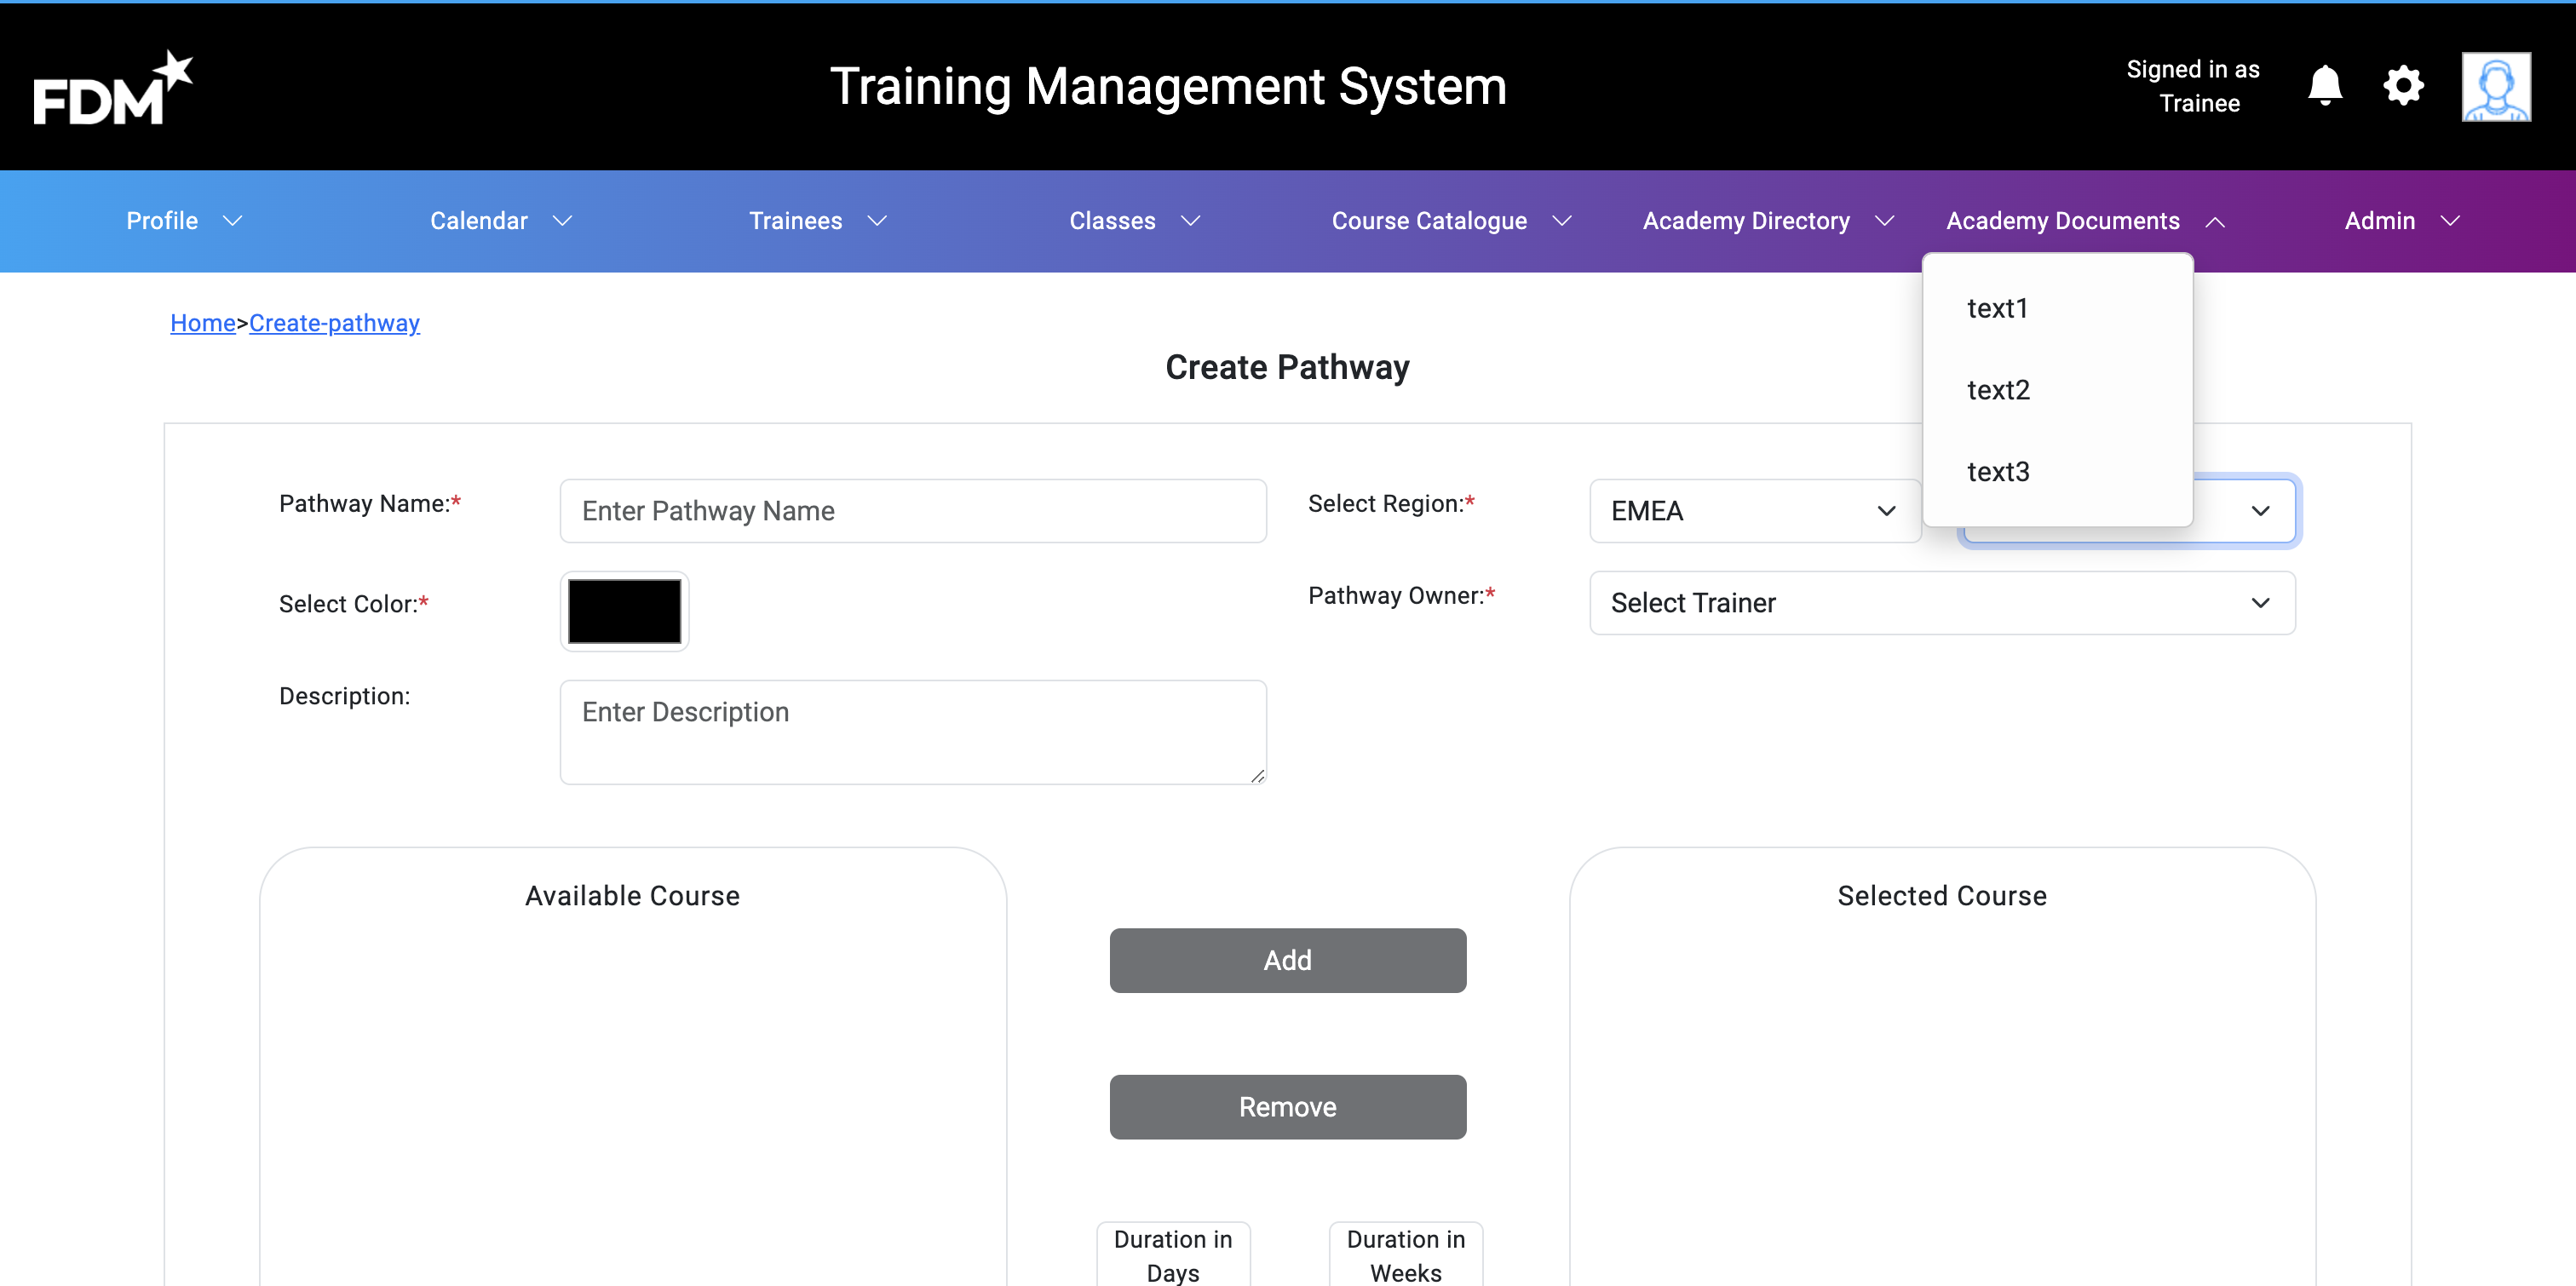 FDM
Training Management System
Signed in as
Trainee
Profile
Calendar
Trainees
Classes
Course Catalogue
Academy Directory
Academy Documents
Admin
text1
text2
text3
Home>Create-pathway
Create Pathway
Pathway Name:*
Enter Pathway Name
Select Region:*
EMEA
Select Color:*
Pathway Owner:*
Select Trainer
Description:
Enter Description
Available Course
Selected Course
Add
Remove
Duration in
Days
Duration in
Weeks